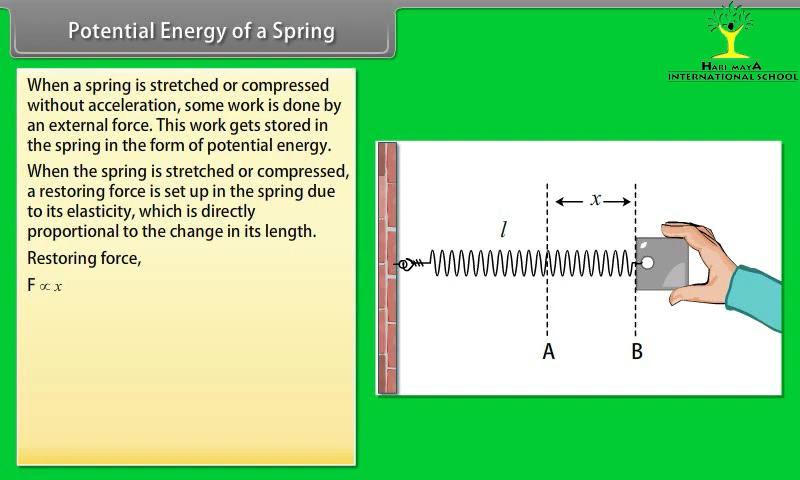 Potential Energy of a Spring
HARI MAYA
INTERNATIONAL SCHOOL
When a spring is stretched or compressed
without acceleration, some work is done by
an external force. This work gets stored in
the spring in the form of potential energy.
When the spring is stretched or compressed,
a restoring force is set up in the spring due
to its elasticity, which is directly
proportional to the change in its length.
Restoring force,
F ∝ x
x
l
A B